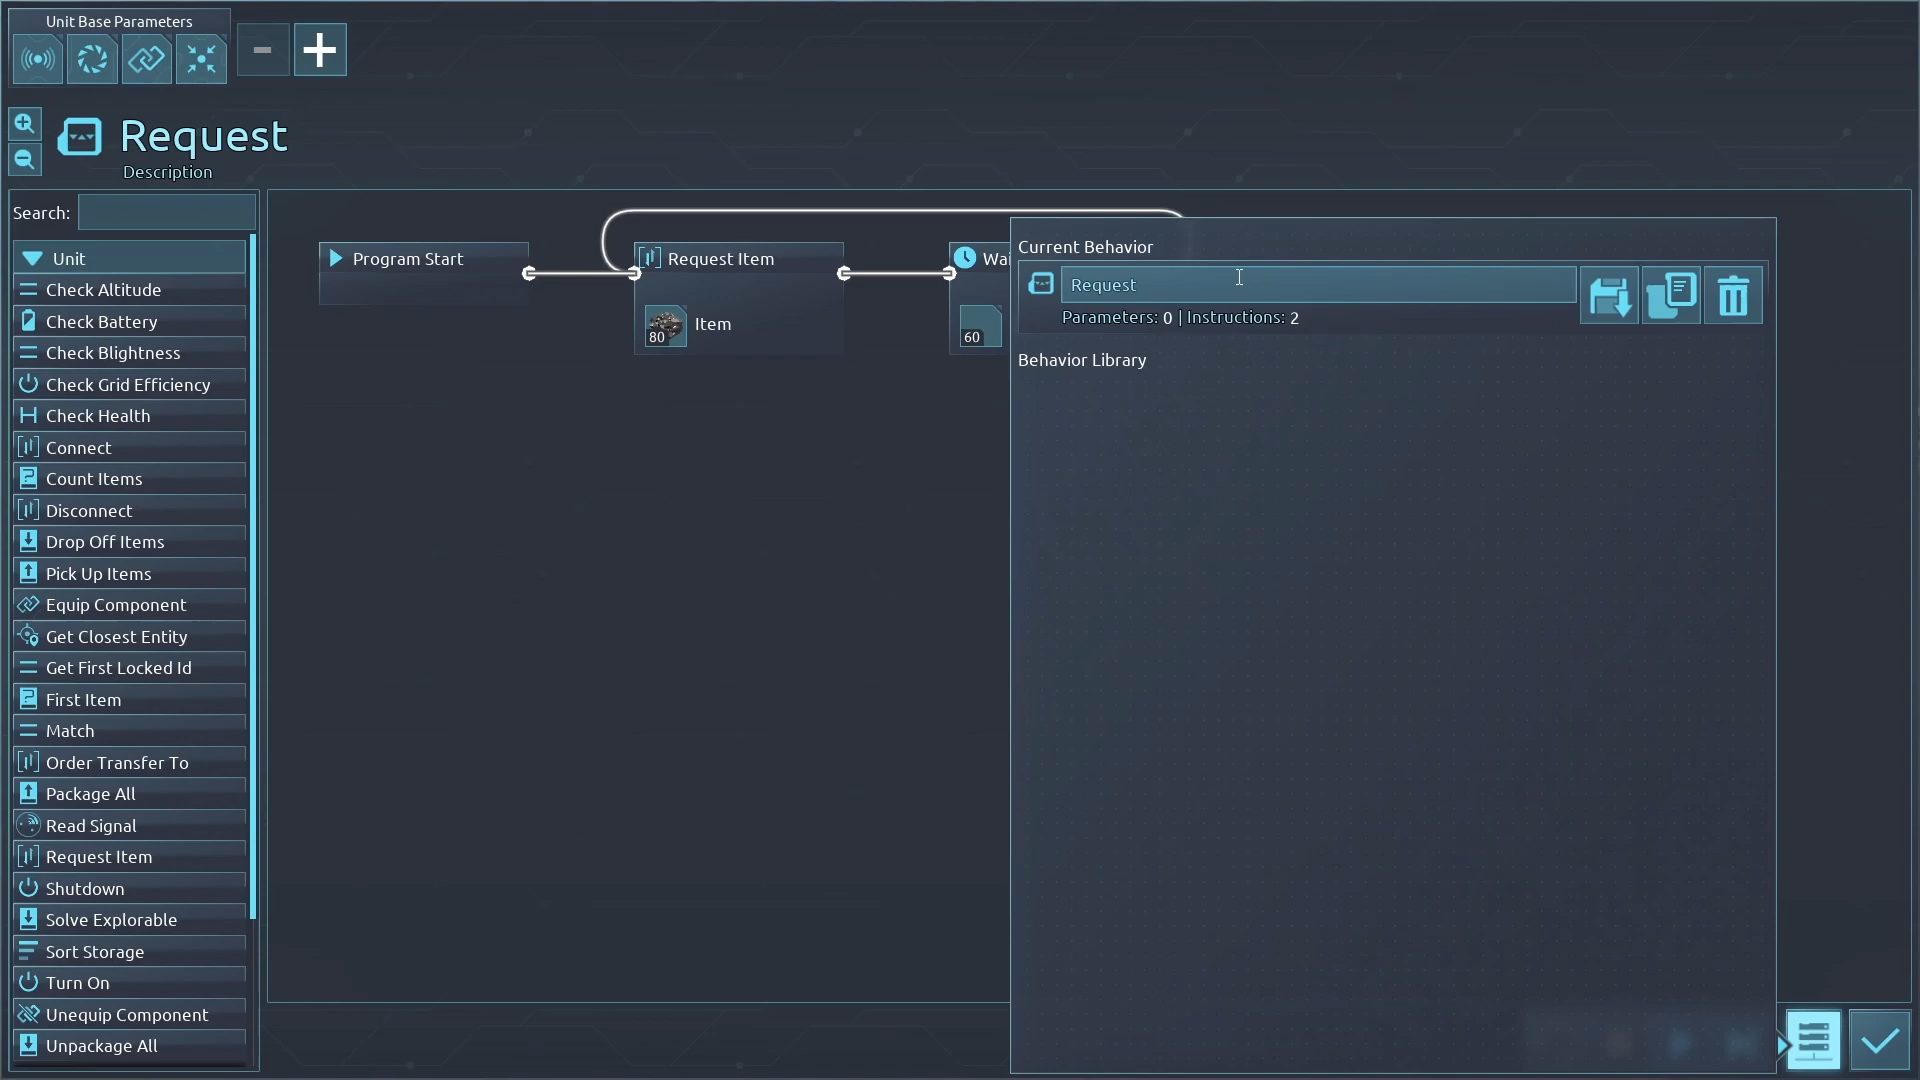 Unit Base Parameters
Request
Description
Search:
Unit
Check Altitude
Check Battery
Check Blightness
Check Grid Efficiency
Check Health
Connect
Count Items
Disconnect
Drop Off Items
Pick Up Items
Equip Component
Get Closest Entity
Get First Locked Id
First Item
Match
Order Transfer To
Package All
Read Signal
Request Item
Shutdown
Solve Explorable
Sort Storage
Turn On
Unequip Component
Unpackage All
Program Start
Request Item
80
Item
Wai
60
Current Behavior
Request
Parameters: 0 | Instructions: 2
Behavior Library